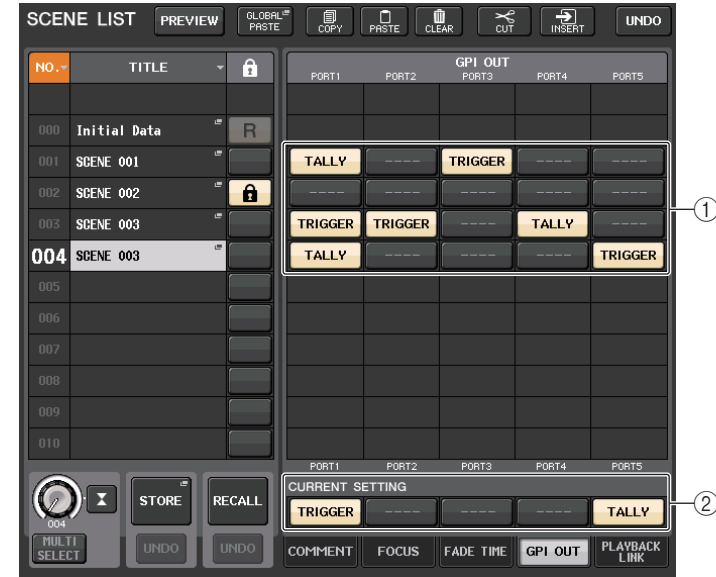 SCENE LIST PREVIEW GLOBAL PASTE COPY PASTE CLEAR CUT INSERT UNDO
NO. TITLE GPI OUT
PORT1 PORT2 PORT3 PORT4 PORT5
000 Initial Data R
001 SCENE 001 TALLY ---- TRIGGER ---- ----
002 SCENE 002 ---- ---- ---- ---- ----
003 SCENE 003 TRIGGER TRIGGER ---- TALLY ----
004 SCENE 003 TALLY ---- ---- ---- TRIGGER
005
006
007
008
009
010
PORT1 PORT2 PORT3 PORT4 PORT5
CURRENT SETTING
TRIGGER ---- ---- ---- TALLY
004 STORE RECALL
MULTI SELECT UNDO UNDO
COMMENT FOCUS FADE TIME GPI OUT PLAYBACK LINK
①
②